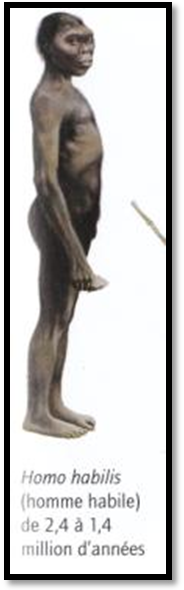 Homo habilis
(homme habile)
de 2,4 à 1,4
million d'années